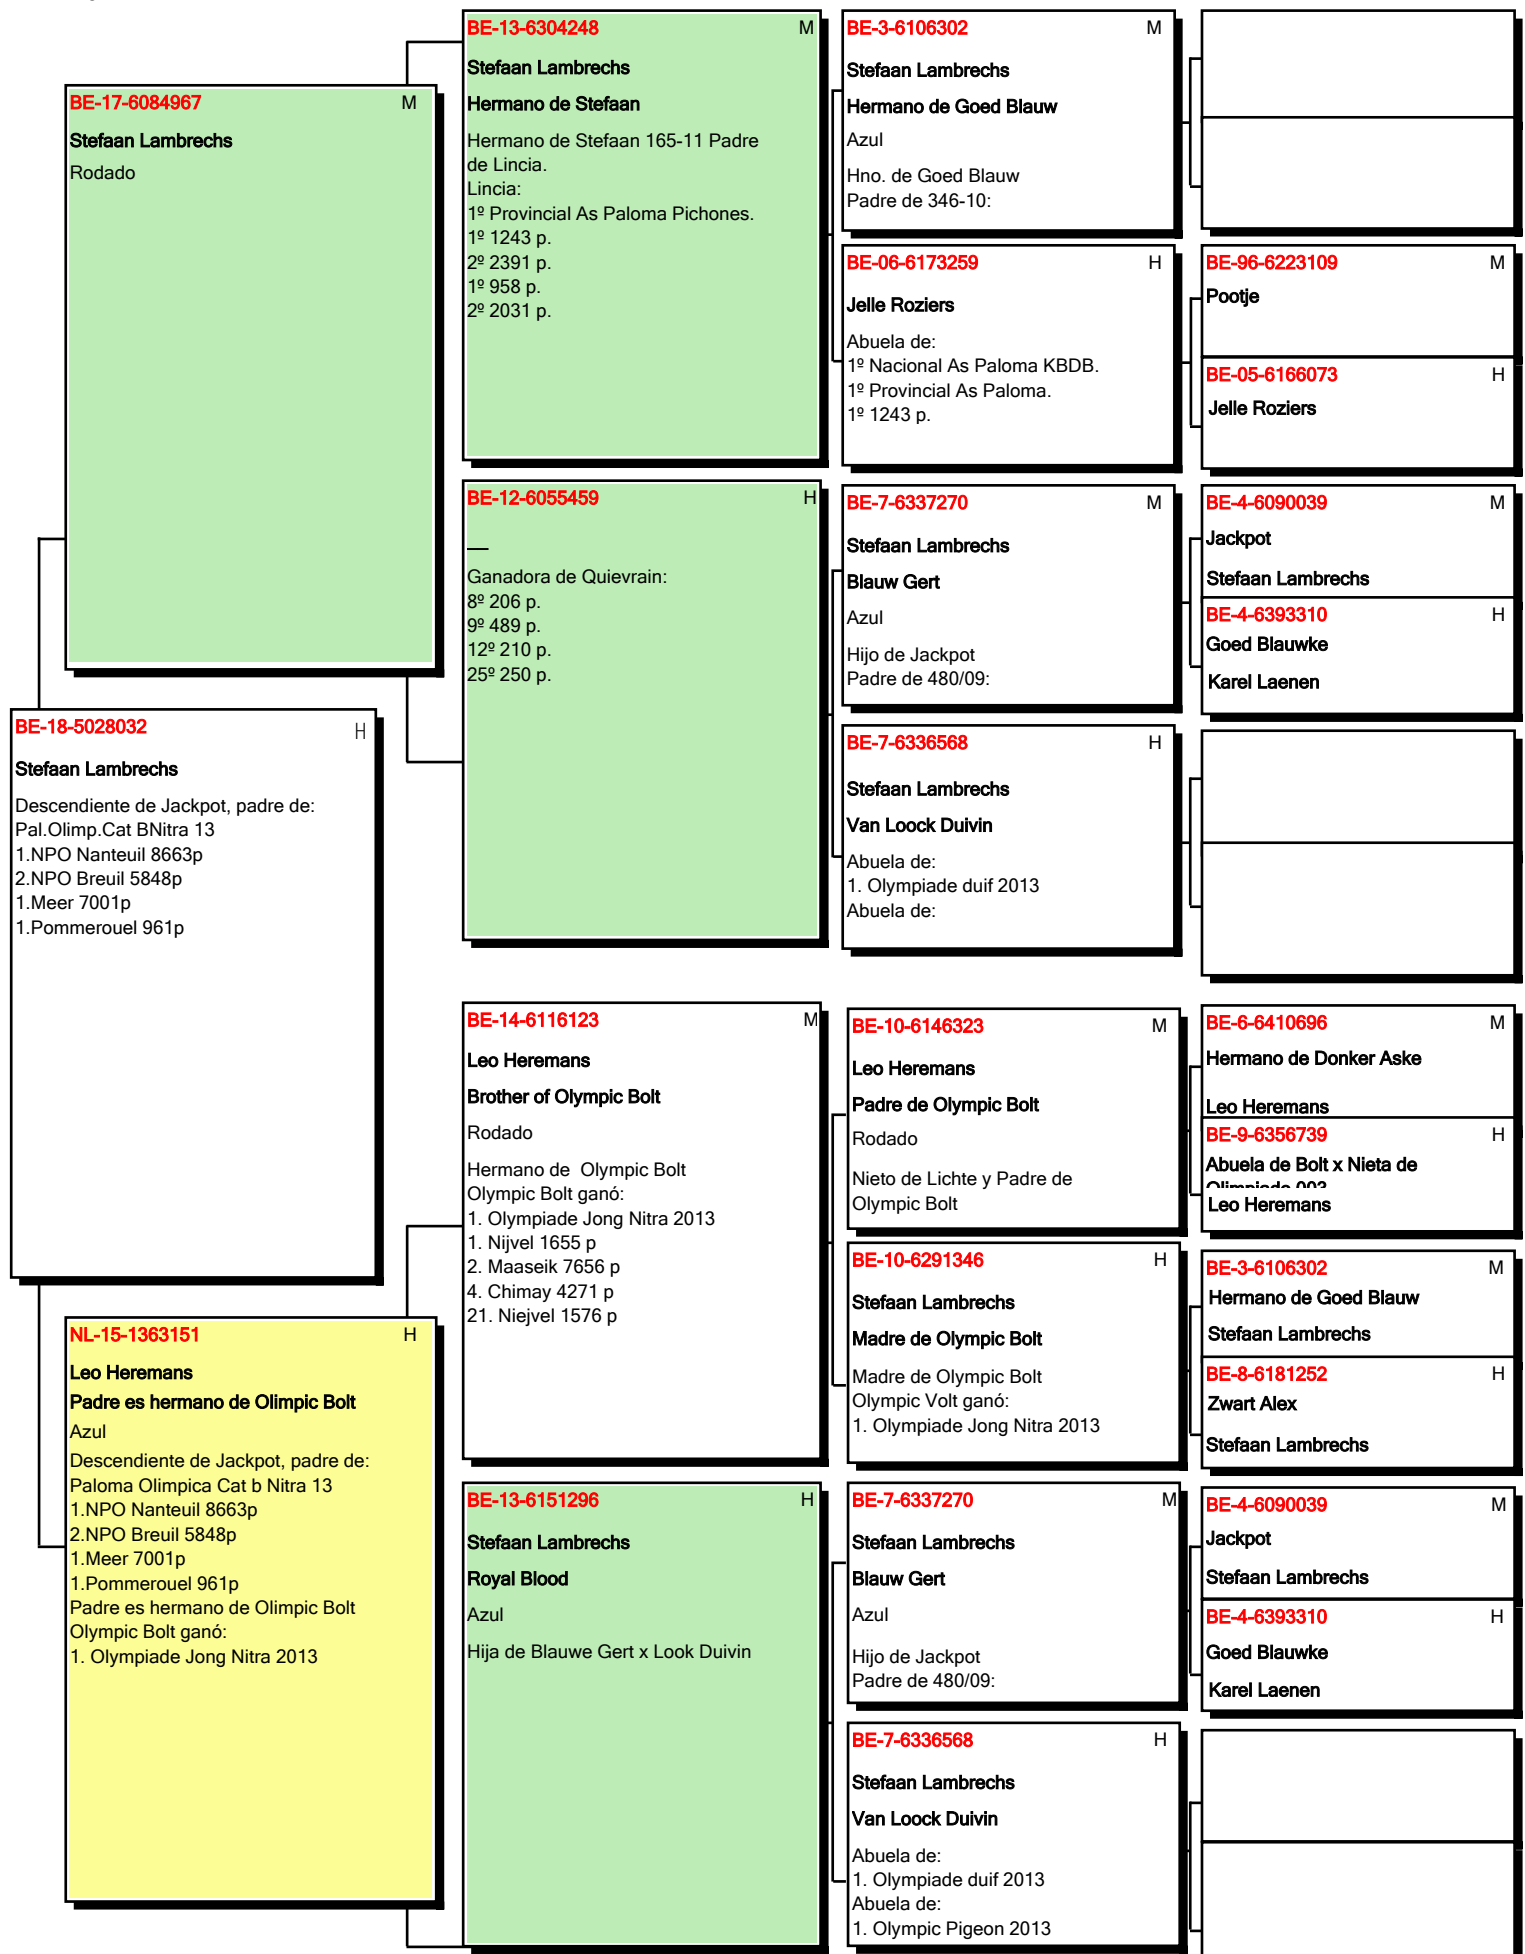 BE-18-5028032 H
Stefaan Lambrechs
Descendiente de Jackpot, padre de:
Pal.Olimp.Cat BNitra 13
1.NPO Nanteuil 8663p
2.NPO Breuil 5848p
1.Meer 7001p
1.Pommerouel 961p
BE-17-6084967 M
Stefaan Lambrechs
Rodado
NL-15-1363151 H
Leo Heremans
Padre es hermano de Olimpic Bolt
Azul
Descendiente de Jackpot, padre de:
Paloma Olimpica Cat b Nitra 13
1.NPO Nanteuil 8663p
2.NPO Breuil 5848p
1.Meer 7001p
1.Pommerouel 961p
Padre es hermano de Olimpic Bolt
Olympic Bolt ganó:
1. Olympiade Jong Nitra 2013
BE-13-6304248 M
Stefaan Lambrechs
Hermano de Stefaan
Hermano de Stefaan 165-11 Padre
de Lincia.
Lincia:
1º Provincial As Paloma Pichones.
1º 1243 p.
2º 2391 p.
1º 958 p.
2º 2031 p.
BE-12-6055459 H
__
Ganadora de Quievrain:
8º 206 p.
9º 489 p.
12º 210 p.
25º 250 p.
BE-14-6116123 M
Leo Heremans
Brother of Olympic Bolt
Rodado
Hermano de  Olympic Bolt
Olympic Bolt ganó:
1. Olympiade Jong Nitra 2013
1. Nijvel 1655 p
2. Maaseik 7656 p
4. Chimay 4271 p
21. Niejvel 1576 p
BE-13-6151296 H
Stefaan Lambrechs
Royal Blood
Azul
Hija de Blauwe Gert x Look Duivin
BE-3-6106302 M
Stefaan Lambrechs
Hermano de Goed Blauw
Azul
Hno. de Goed Blauw
Padre de 346-10:
BE-06-6173259 H
Jelle Roziers
Abuela de:
1º Nacional As Paloma KBDB.
1º Provincial As Paloma.
1º 1243 p.
BE-7-6337270 M
Stefaan Lambrechs
Blauw Gert
Azul
Hijo de Jackpot
Padre de 480/09:
BE-7-6336568 H
Stefaan Lambrechs
Van Loock Duivin
Abuela de:
1. Olympiade duif 2013
Abuela de:
BE-10-6146323 M
Leo Heremans
Padre de Olympic Bolt
Rodado
Nieto de Lichte y Padre de
Olympic Bolt
BE-10-6291346 H
Stefaan Lambrechs
Madre de Olympic Bolt
Madre de Olympic Bolt
Olympic Volt ganó:
1. Olympiade Jong Nitra 2013
BE-7-6337270 M
Stefaan Lambrechs
Blauw Gert
Azul
Hijo de Jackpot
Padre de 480/09:
BE-7-6336568 H
Stefaan Lambrechs
Van Loock Duivin
Abuela de:
1. Olympiade duif 2013
Abuela de:
1. Olympic Pigeon 2013
BE-96-6223109 M
Pootje
BE-05-6166073 H
Jelle Roziers
BE-4-6090039 M
Jackpot
Stefaan Lambrechs
BE-4-6393310 H
Goed Blauwke
Karel Laenen
BE-6-6410696 M
Hermano de Donker Aske
Leo Heremans
BE-9-6356739 H
Abuela de Bolt x Nieta de
Leo Heremans
BE-3-6106302 M
Hermano de Goed Blauw
Stefaan Lambrechs
BE-8-6181252 H
Zwart Alex
Stefaan Lambrechs
BE-4-6090039 M
Jackpot
Stefaan Lambrechs
BE-4-6393310 H
Goed Blauwke
Karel Laenen